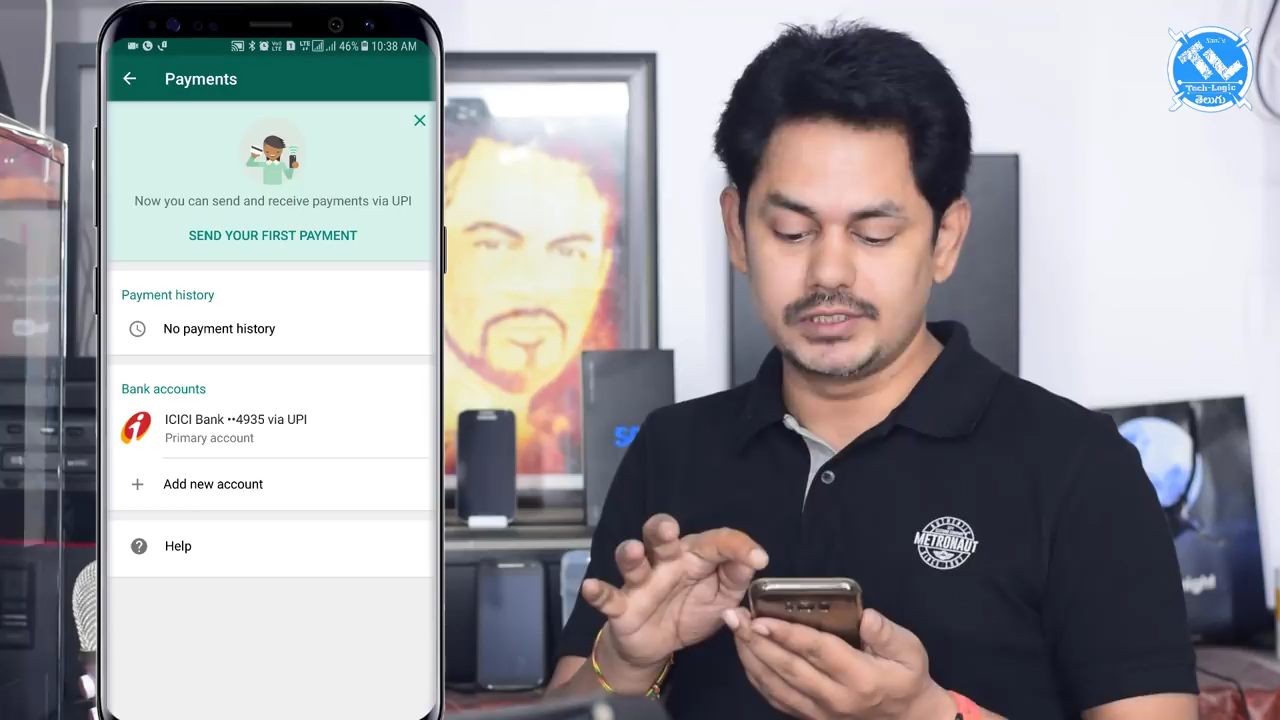 46% 10:38 AM
Payments
Now you can send and receive payments via UPI
SEND YOUR FIRST PAYMENT
Payment history
No payment history
Bank accounts
ICICI Bank ••4935 via UPI
Primary account
Add new account
Help
Tech-Logic
తెలుగు
AUTHENTIC
METRONAUT